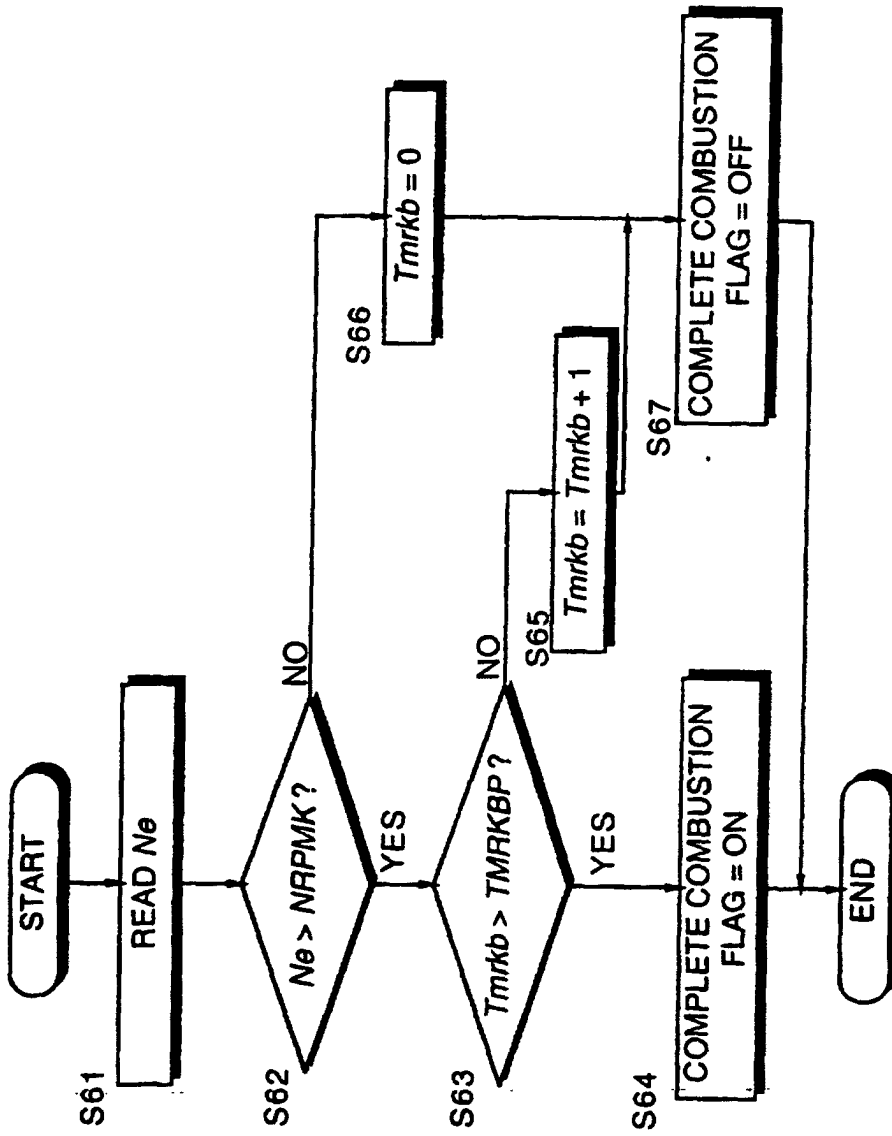 START
S61
READ Ne
S62
Ne > NRPMK?
NO
YES
S66
Tmrkb = 0
S63
Tmrkb > TMRKBP?
NO
YES
S65
Tmrkb = Tmrkb + 1
S64
COMPLETE COMBUSTION
FLAG = ON
S67
COMPLETE COMBUSTION
FLAG = OFF
END